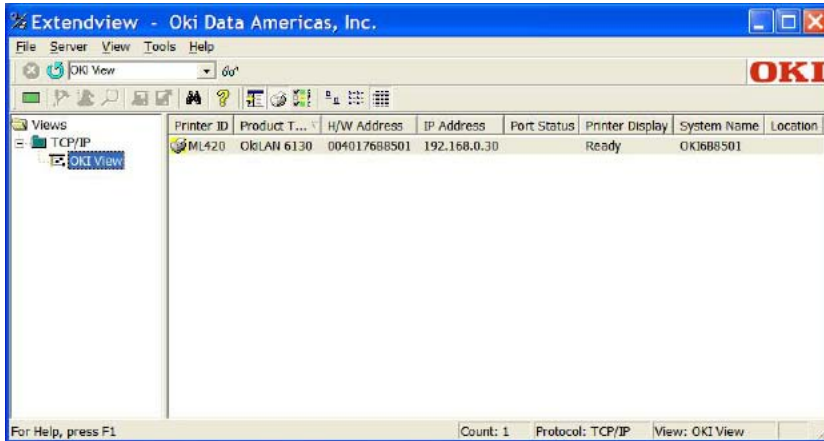 Extendview - Oki Data Americas, Inc.
File Server View Tools Help
OKI View
OKI
Views
TCP/IP
OKI View
Printer ID Product T... H/W Address IP Address Port Status Printer Display System Name Location
ML420 OkiLAN 6130 0040176B8501 192.168.0.30 Ready OKI6B8501
For Help, press F1 Count: 1 Protocol: TCP/IP View: OKI View